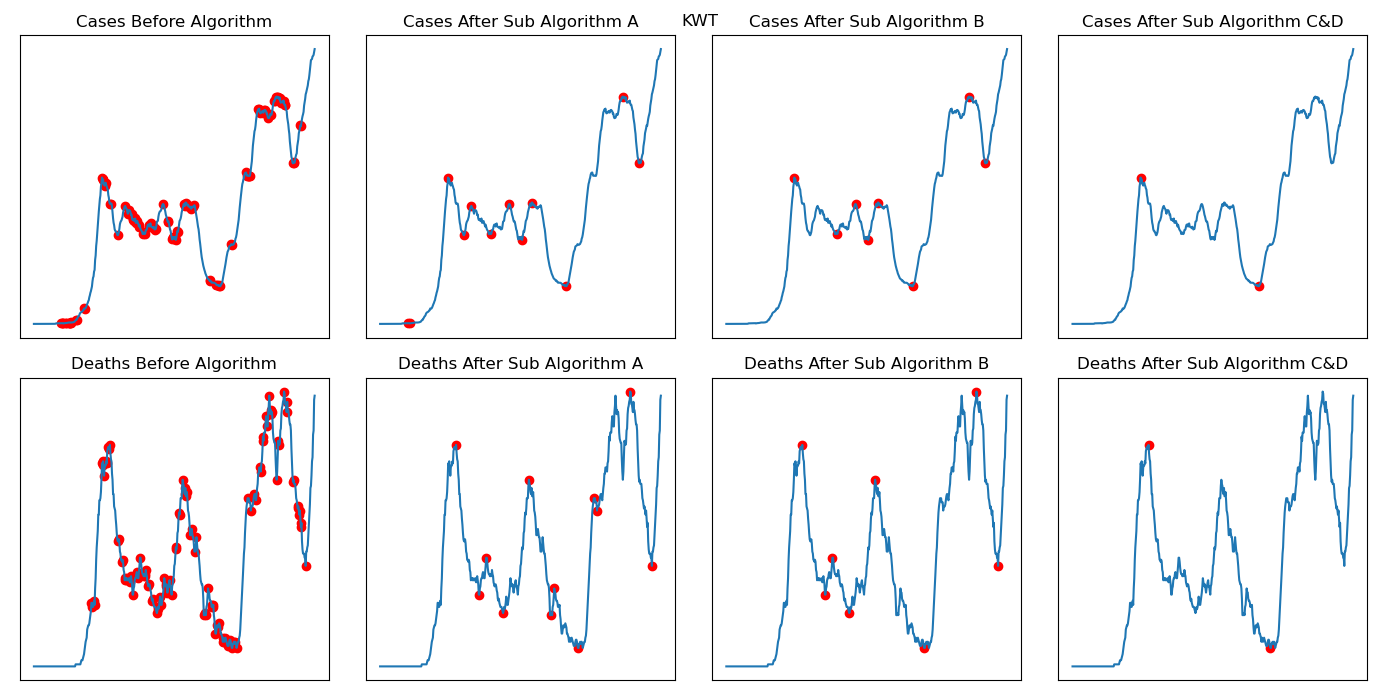 KWT
Cases Before Algorithm
Cases After Sub Algorithm A
Cases After Sub Algorithm B
Cases After Sub Algorithm C&D
Deaths Before Algorithm
Deaths After Sub Algorithm A
Deaths After Sub Algorithm B
Deaths After Sub Algorithm C&D